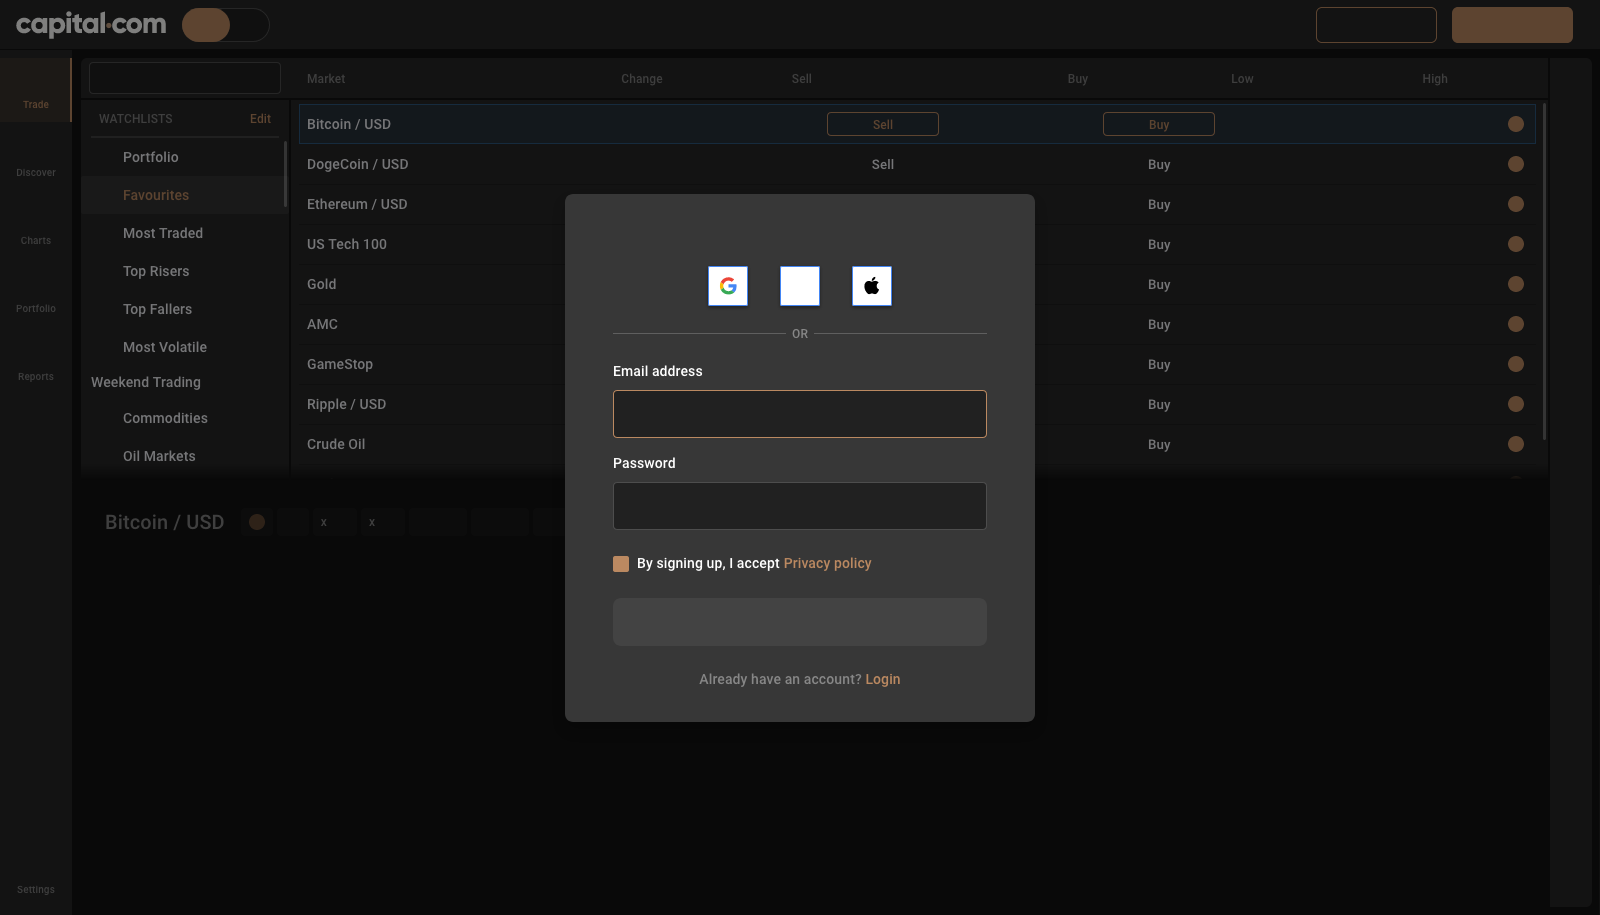 capital.com
Market Change Sell Buy Low High
Trade
Discover
Charts
Portfolio
Reports
Settings
WATCHLISTS Edit
Portfolio
Favourites
Most Traded
Top Risers
Top Fallers
Most Volatile
Weekend Trading
Commodities
Oil Markets
Bitcoin / USD Sell Buy
DogeCoin / USD Sell Buy
Ethereum / USD Buy
US Tech 100 Buy
Gold Buy
AMC Buy
GameStop Buy
Ripple / USD Buy
Crude Oil Buy
Bitcoin / USD x x
OR
Email address
Password
By signing up, I accept Privacy policy
Already have an account? Login